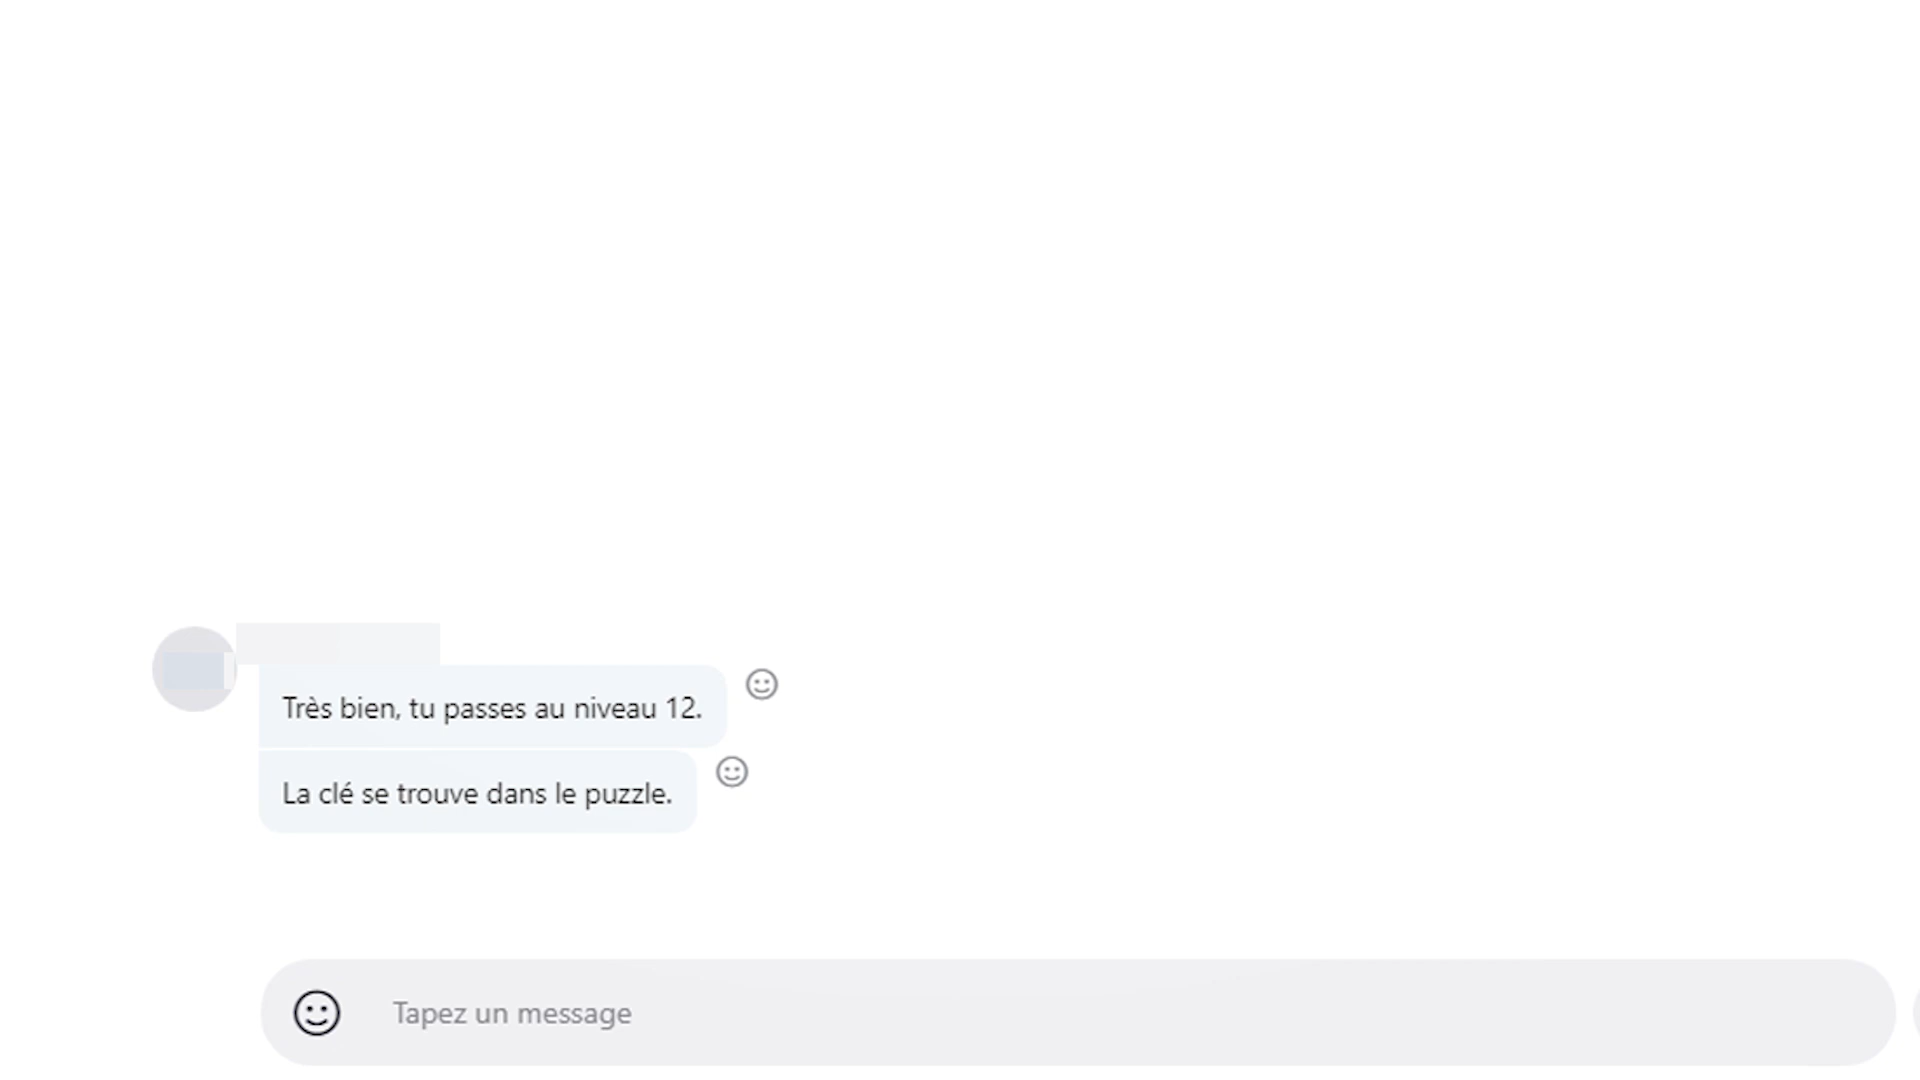 Très bien, tu passes au niveau 12.
La clé se trouve dans le puzzle.
Tapez un message